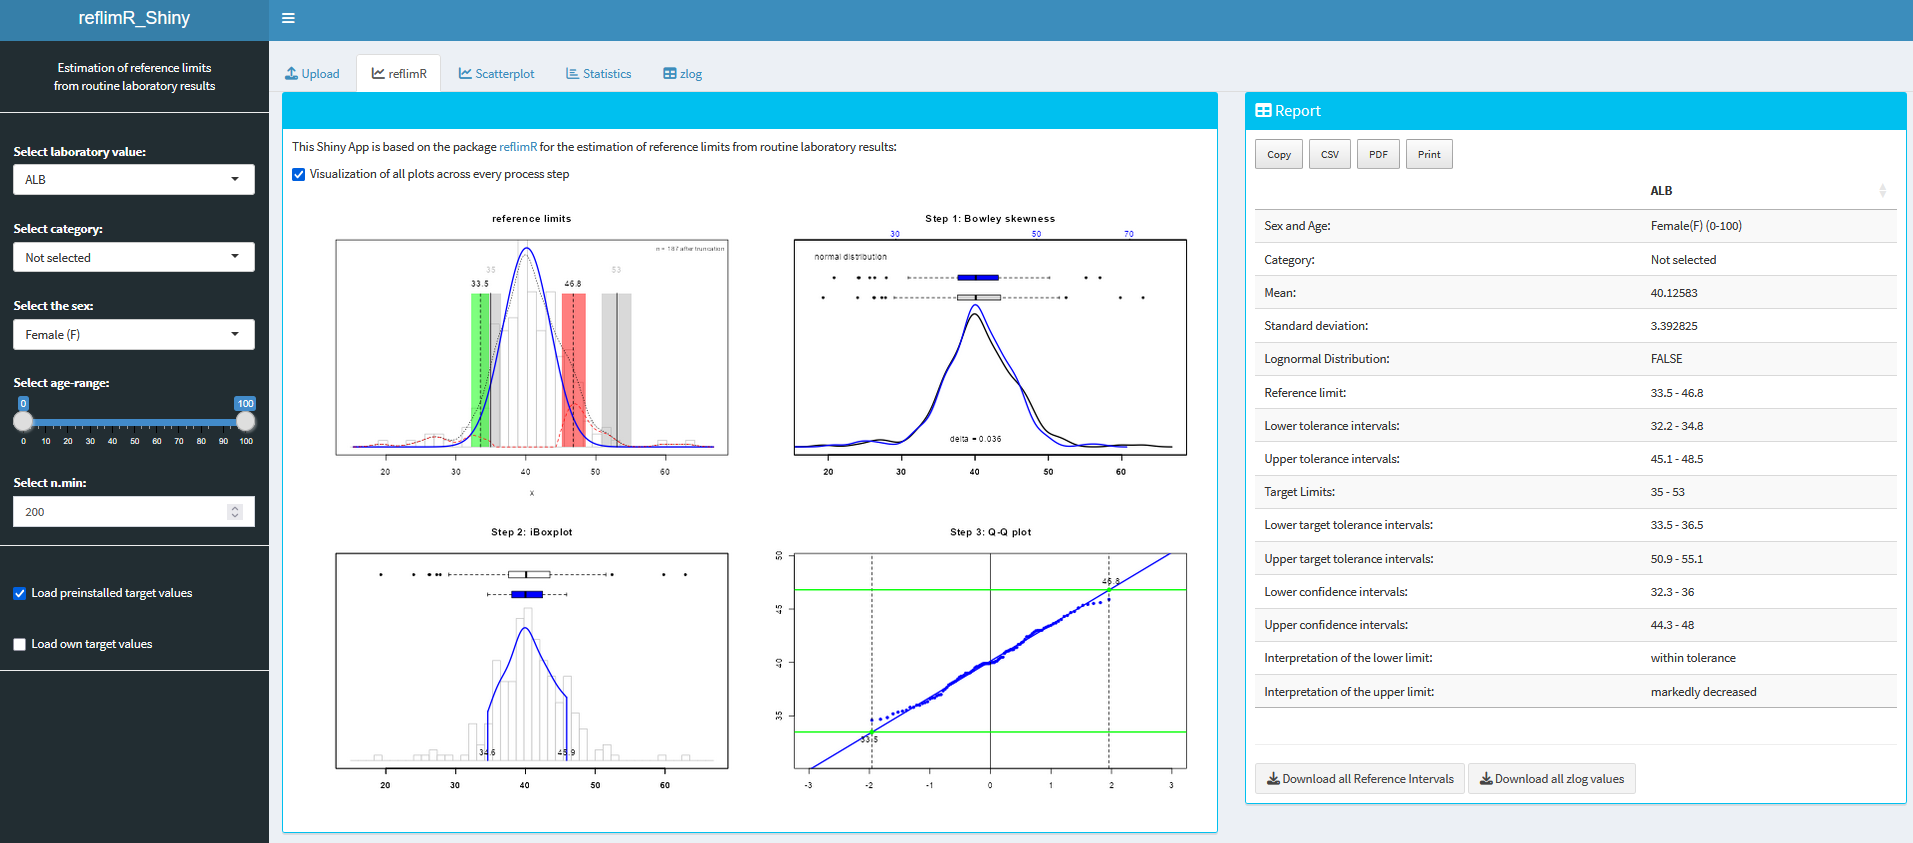 reflimR_Shiny
Estimation of reference limits
from routine laboratory results
Select laboratory value:
ALB
Select category:
Not selected
Select the sex:
Female (F)
Select age-range:
0 100
0 10 20 30 40 50 60 70 80 90 100
Select n.min:
200
Load preinstalled target values
Load own target values
Upload reflimR Scatterplot Statistics zlog
This Shiny App is based on the package reflimR for the estimation of reference limits from routine laboratory results:
Visualization of all plots across every process step
reference limits
n = 187 after truncation
35 53
33.5 46.8
20 30 40 50 60
x
Step 1: Bowley skewness
30 50 70
normal distribution
delta = 0.036
20 30 40 50 60
Step 2: iBoxplot
34.6 45.9
20 30 40 50 60
Step 3: Q-Q plot
50
46.8
45
40
35
33.5
-3 -2 -1 0 1 2 3
Report
Copy CSV PDF Print
ALB
Sex and Age: Female(F) (0-100)
Category: Not selected
Mean: 40.12583
Standard deviation: 3.392825
Lognormal Distribution: FALSE
Reference limit: 33.5 - 46.8
Lower tolerance intervals: 32.2 - 34.8
Upper tolerance intervals: 45.1 - 48.5
Target Limits: 35 - 53
Lower target tolerance intervals: 33.5 - 36.5
Upper target tolerance intervals: 50.9 - 55.1
Lower confidence intervals: 32.3 - 36
Upper confidence intervals: 44.3 - 48
Interpretation of the lower limit: within tolerance
Interpretation of the upper limit: markedly decreased
Download all Reference Intervals Download all zlog values